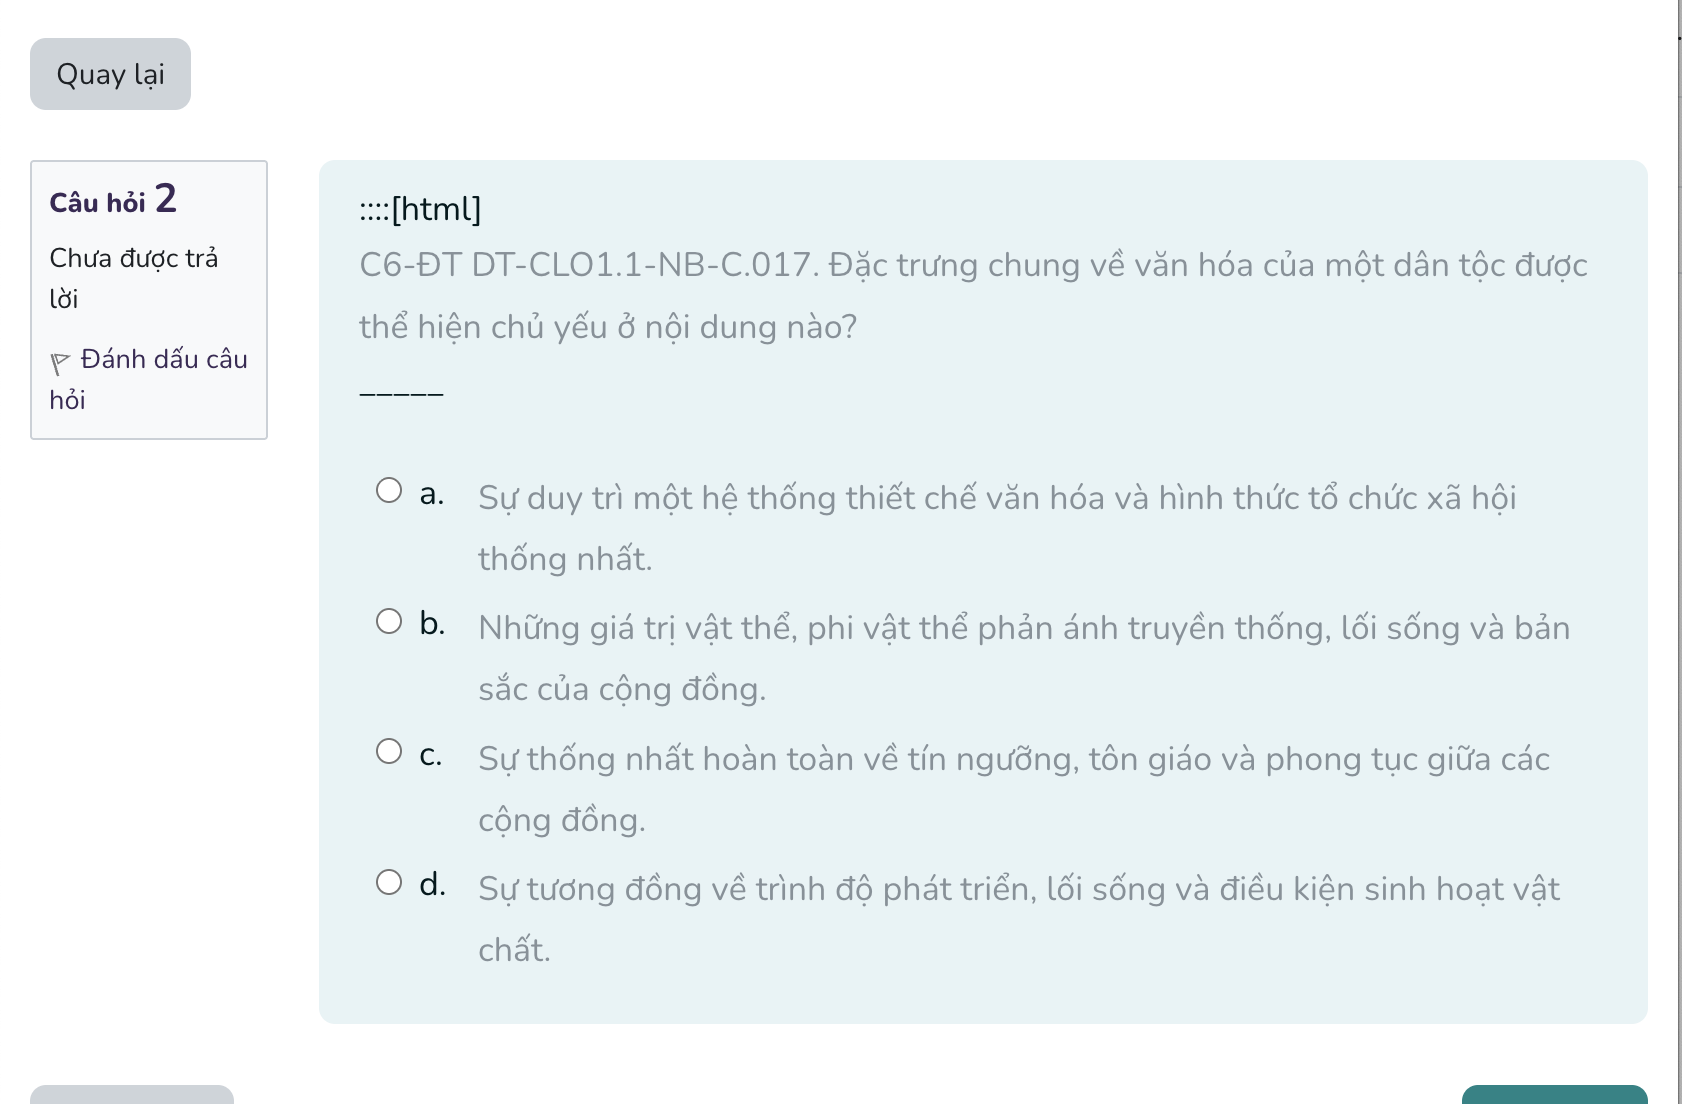 Quay lại
Câu hỏi 2
Chưa được trả
lời
Đánh dấu câu
hỏi
::::[html]
C6-ĐT DT-CLO1.1-NB-C.017. Đặc trưng chung về văn hóa của một dân tộc được
thể hiện chủ yếu ở nội dung nào?
_____
a. Sự duy trì một hệ thống thiết chế văn hóa và hình thức tổ chức xã hội
thống nhất.
b. Những giá trị vật thể, phi vật thể phản ánh truyền thống, lối sống và bản
sắc của cộng đồng.
c. Sự thống nhất hoàn toàn về tín ngưỡng, tôn giáo và phong tục giữa các
cộng đồng.
d. Sự tương đồng về trình độ phát triển, lối sống và điều kiện sinh hoạt vật
chất.